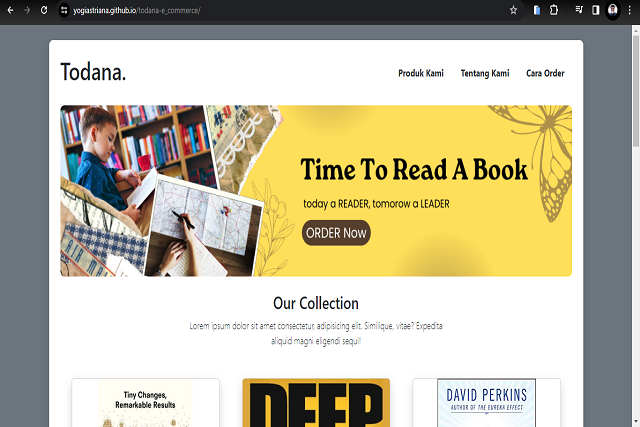 yogiastriana.github.io/todana-e_commerce/
Todana.
Produk Kami
Tentang Kami
Cara Order
AIR MA
Time To Read A Book
today a READER, tomorow a LEADER
ORDER Now
Our Collection
Lorem ipsum dolor sit amet consectetur, adipisicing elit. Similique, vitae? Expedita
aliquid magni eligendi sequi!
Tiny Changes,
Remarkable Results
DEEP
DAVID PERKINS
AUTHOR OF THE EUREKA EFFECT